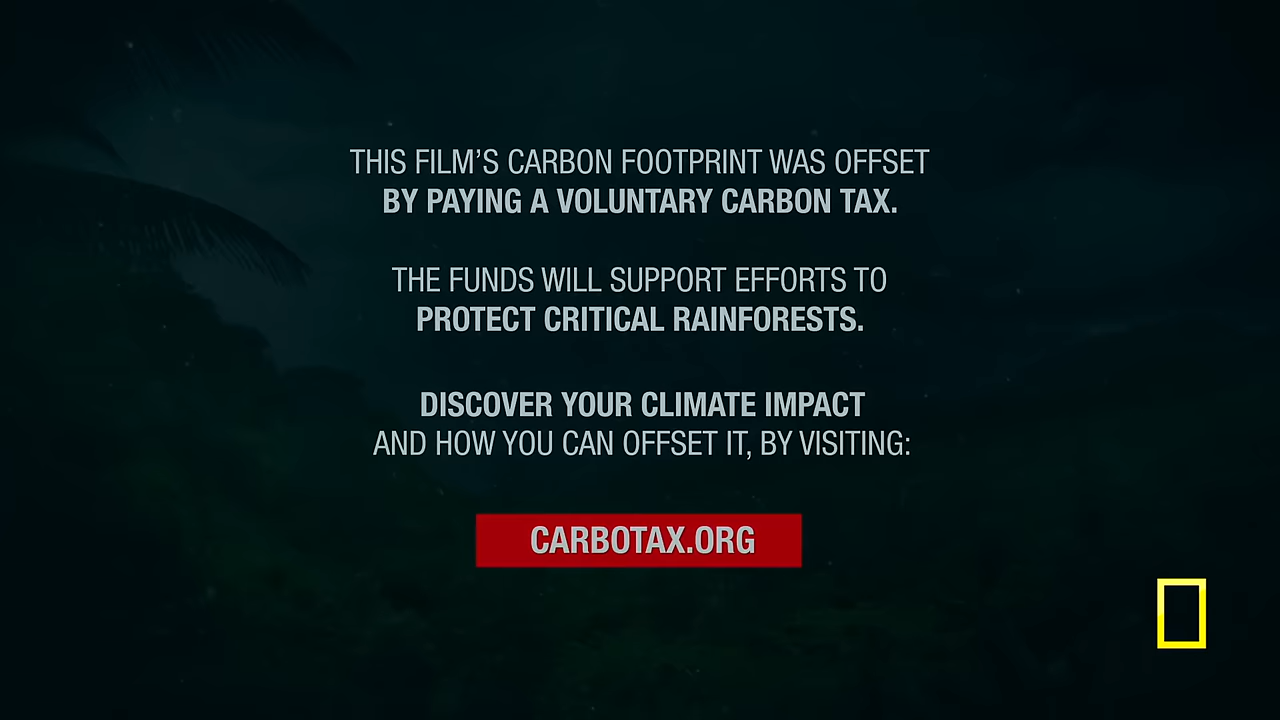 THIS FILM'S CARBON FOOTPRINT WAS OFFSET
BY PAYING A VOLUNTARY CARBON TAX.
THE FUNDS WILL SUPPORT EFFORTS TO
PROTECT CRITICAL RAINFORESTS.
DISCOVER YOUR CLIMATE IMPACT
AND HOW YOU CAN OFFSET IT, BY VISITING:
CARBOTAX.ORG